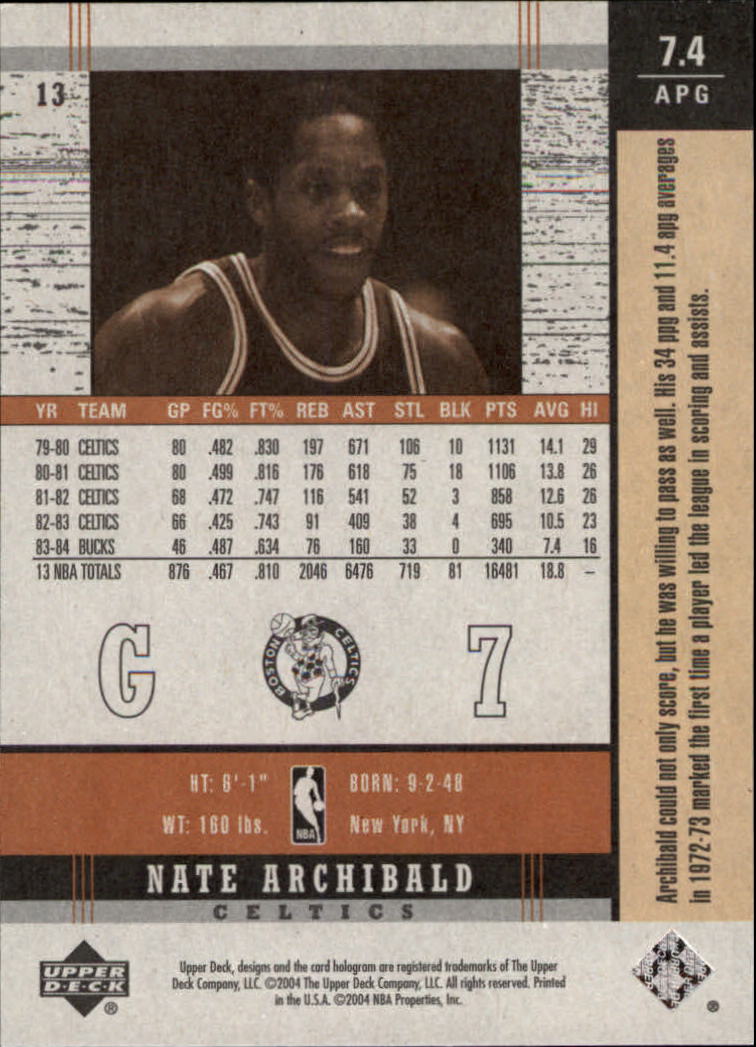 13
7.4
APG
Archibald could not only score, but he was willing to pass as well. His 34 ppg and 11.4 apg averages
in 1972-73 marked the first time a player led the league in scoring and assists.
YR TEAM GP FG% FT% REB AST STL BLK PTS AVG HI
79-80 CELTICS 80 .482 .830 197 671 106 10 1131 14.1 29
80-81 CELTICS 80 .499 .816 176 618 75 18 1106 13.8 26
81-82 CELTICS 68 .472 .747 116 541 52 3 858 12.6 26
82-83 CELTICS 66 .425 .743 91 409 38 4 695 10.5 23
83-84 BUCKS 46 .487 .634 76 160 33 0 340 7.4 16
13 NBA TOTALS 876 .467 .810 2046 6476 719 81 16481 18.8 –
G BOSTON CELTICS 7
HT: 6'-1" BORN: 9-2-48
WT: 160 lbs. NBA New York, NY
NATE ARCHIBALD
CELTICS
UPPER
D·E·C·K
®
Upper Deck, designs and the card hologram are registered trademarks of The Upper
Deck Company, LLC. ©2004 The Upper Deck Company, LLC. All rights reserved. Printed
in the U.S.A. ©2004 NBA Properties, Inc.
®